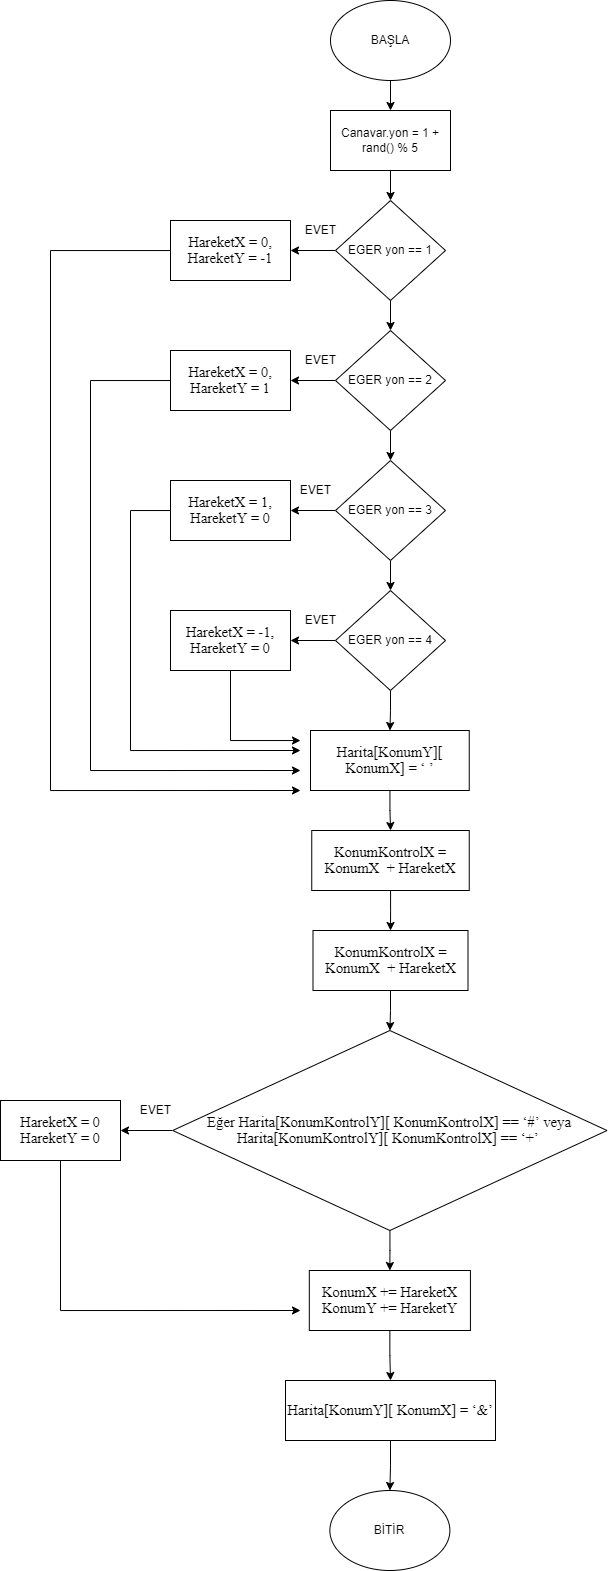 BAŞLA
Canavar.yon = 1 +
rand() % 5
EGER yon == 1
EVET
HareketX = 0,
HareketY = -1
EGER yon == 2
EVET
HareketX = 0,
HareketY = 1
EGER yon == 3
EVET
HareketX = 1,
HareketY = 0
EGER yon == 4
EVET
HareketX = -1,
HareketY = 0
Harita[KonumY][
KonumX] = ‘ ’
KonumKontrolX =
KonumX + HareketX
KonumKontrolX =
KonumX + HareketX
Eğer Harita[KonumKontrolY][ KonumKontrolX] == ‘#’ veya
Harita[KonumKontrolY][ KonumKontrolX] == ‘+’
EVET
HareketX = 0
HareketY = 0
KonumX += HareketX
KonumY += HareketY
Harita[KonumY][ KonumX] = ‘&’
BİTİR